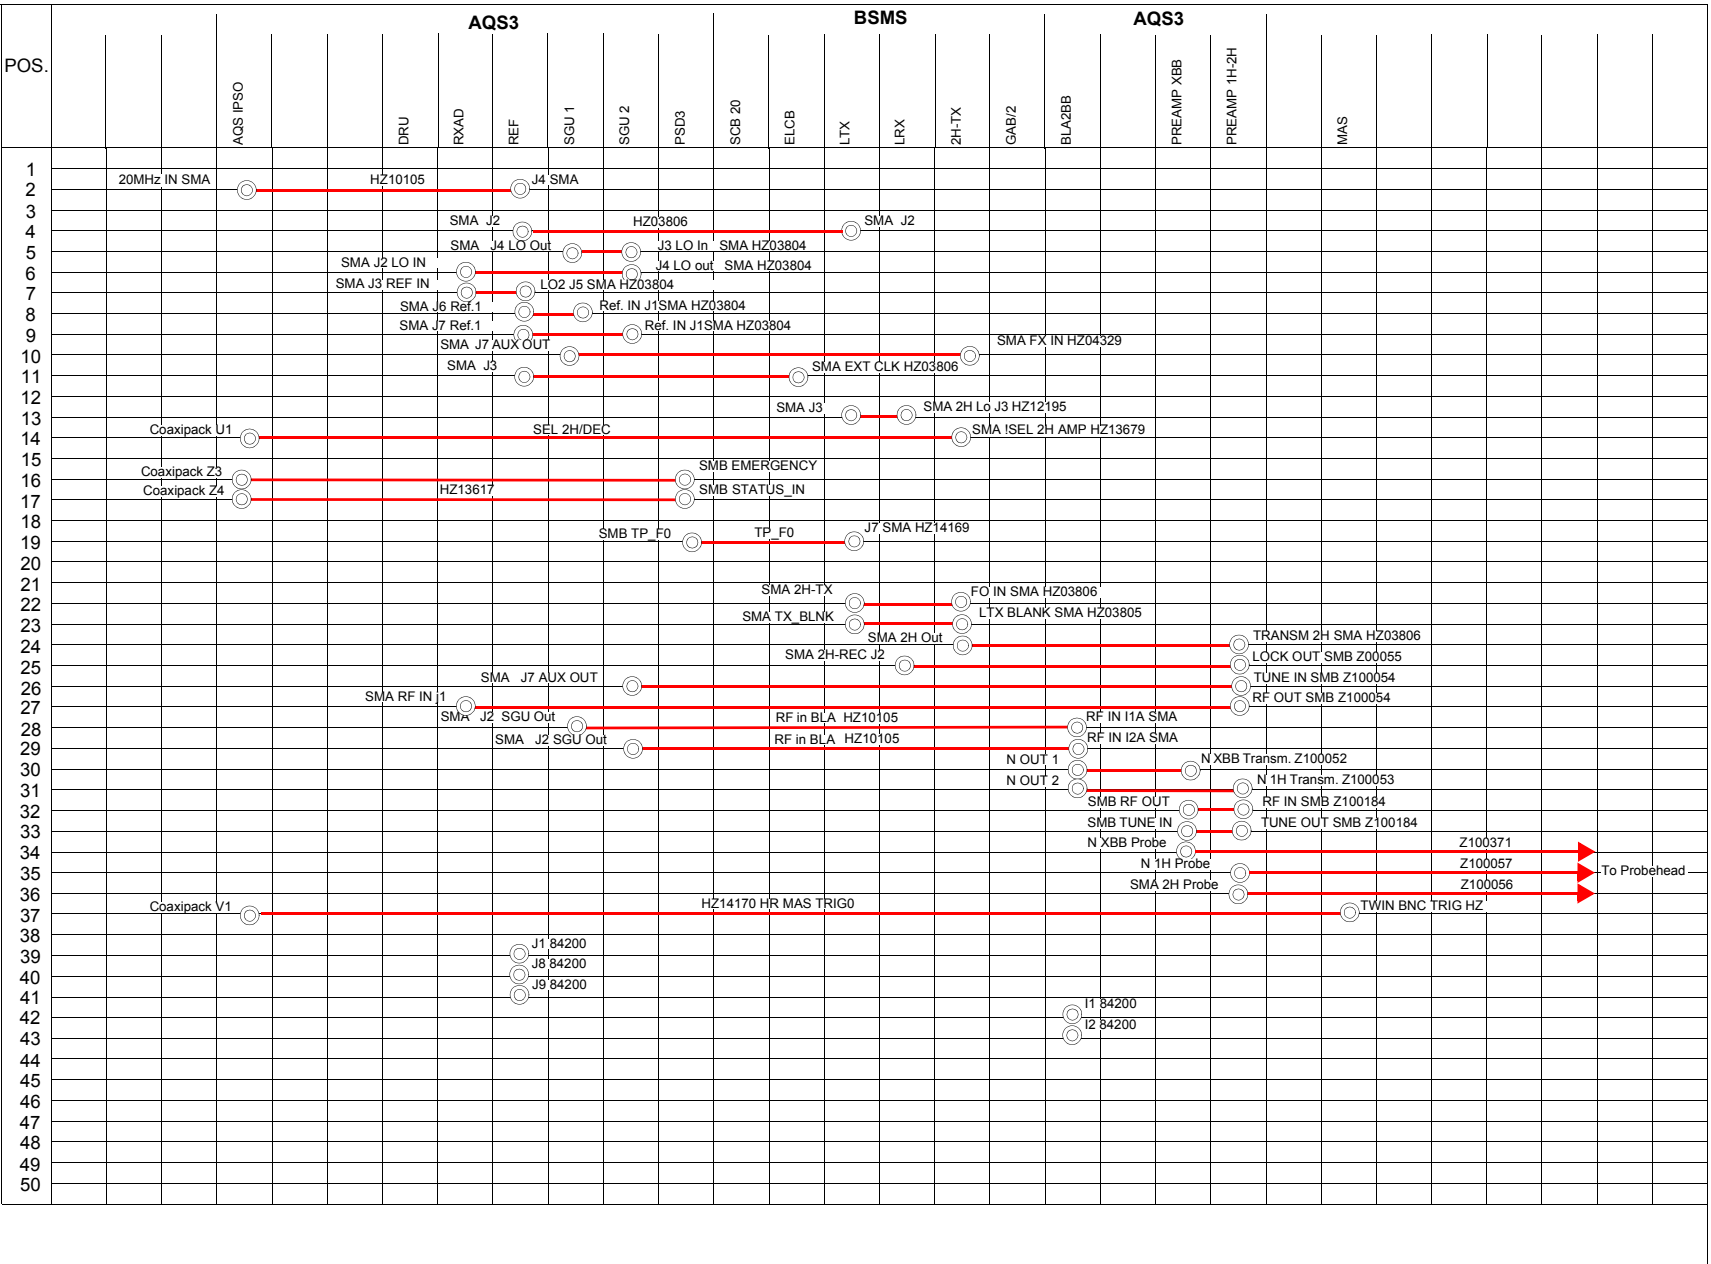 AQS3 BSMS AQS3
POS. AQS IPSO DRU RXAD REF SGU 1 SGU 2 PSD3 SCB 20 ELCB LTX LRX 2H-TX GAB/2 BLA2BB PREAMP XBB PREAMP 1H-2H MAS
1
2 20MHz IN SMA HZ10105 J4 SMA
3
4 SMA J2 HZ03806 SMA J2
5 SMA J4 LO Out J3 LO In SMA HZ03804
6 SMA J2 LO IN J4 LO out SMA HZ03804
7 SMA J3 REF IN LO2 J5 SMA HZ03804
8 SMA J6 Ref.1 Ref. IN J1SMA HZ03804
9 SMA J7 Ref.1 Ref. IN J1SMA HZ03804
10 SMA J7 AUX OUT SMA FX IN HZ04329
11 SMA J3 SMA EXT CLK HZ03806
12
13 SMA J3 SMA 2H Lo J3 HZ12195
14 Coaxipack U1 SEL 2H/DEC SMA !SEL 2H AMP HZ13679
15
16 Coaxipack Z3 SMB EMERGENCY
17 Coaxipack Z4 HZ13617 SMB STATUS_IN
18
19 SMB TP_F0 TP_F0 J7 SMA HZ14169
20
21
22 SMA 2H-TX FO IN SMA HZ03806
23 SMA TX_BLNK LTX BLANK SMA HZ03805
24 SMA 2H Out TRANSM 2H SMA HZ03806
25 SMA 2H-REC J2 LOCK OUT SMB Z00055
26 SMA J7 AUX OUT TUNE IN SMB Z100054
27 SMA RF IN j1 RF OUT SMB Z100054
28 SMA J2 SGU Out RF in BLA HZ10105 RF IN I1A SMA
29 SMA J2 SGU Out RF in BLA HZ10105 RF IN I2A SMA
30 N OUT 1 N XBB Transm. Z100052
31 N OUT 2 N 1H Transm. Z100053
32 SMB RF OUT RF IN SMB Z100184
33 SMB TUNE IN TUNE OUT SMB Z100184
34 N XBB Probe Z100371
35 N 1H Probe Z100057 To Probehead
36 SMA 2H Probe Z100056
37 Coaxipack V1 HZ14170 HR MAS TRIG0 TWIN BNC TRIG HZ
38
39 J1 84200
40 J8 84200
41 J9 84200
42 I1 84200
43 I2 84200
44
45
46
47
48
49
50